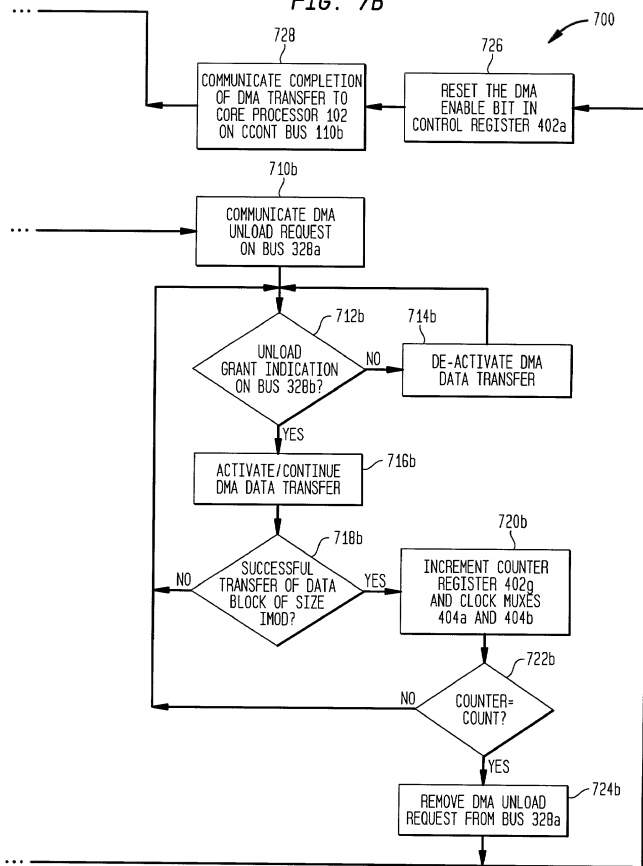 FIG. 7B
700
728
COMMUNICATE COMPLETION
OF DMA TRANSFER TO
CORE PROCESSOR 102
ON CCONT BUS 110b
726
RESET THE DMA
ENABLE BIT IN
CONTROL REGISTER 402a
710b
COMMUNICATE DMA
UNLOAD REQUEST
ON BUS 328a
712b
UNLOAD
GRANT INDICATION
ON BUS 328b?
NO
714b
DE-ACTIVATE DMA
DATA TRANSFER
YES
716b
ACTIVATE/CONTINUE
DMA DATA TRANSFER
718b
SUCCESSFUL
TRANSFER OF DATA
BLOCK OF SIZE
IMOD?
NO
YES
720b
INCREMENT COUNTER
REGISTER 402g
AND CLOCK MUXES
404a AND 404b
722b
COUNTER=
COUNT?
NO
YES
724b
REMOVE DMA UNLOAD
REQUEST FROM BUS 328a